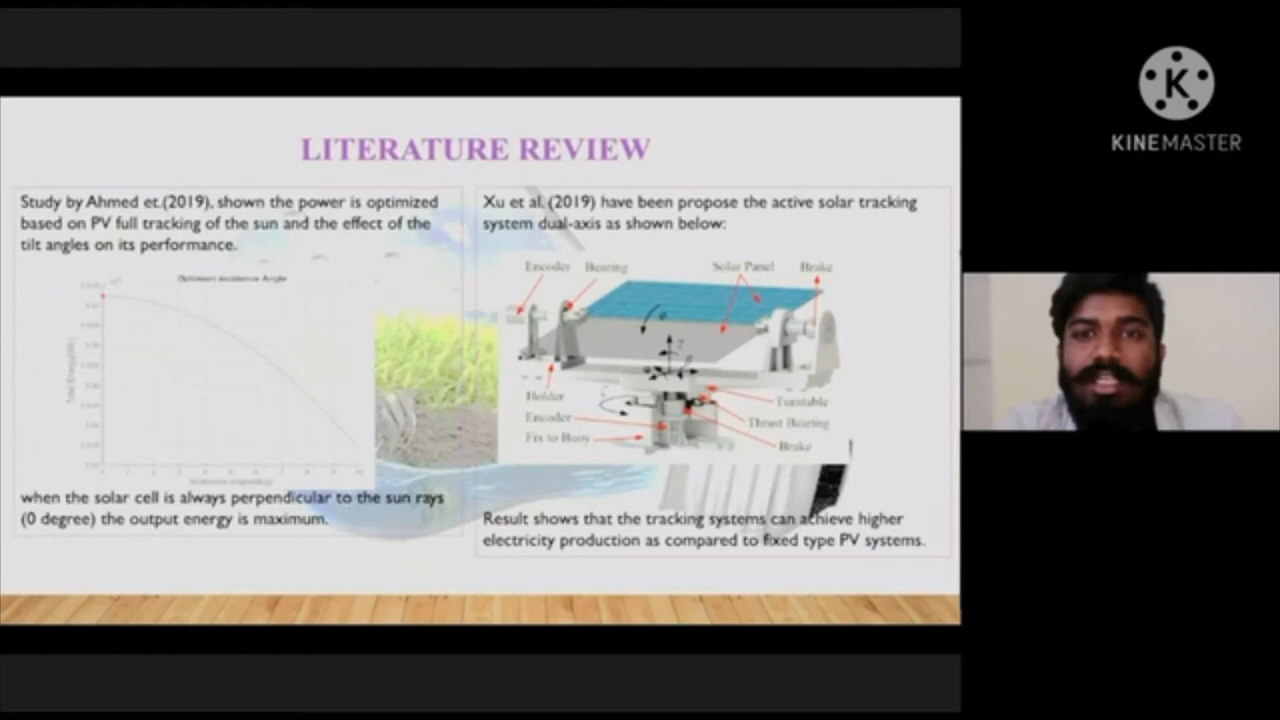 LITERATURE REVIEW
Study by Ahmed et.(2019), shown the power is optimized
based on PV full tracking of the sun and the effect of the
tilt angles on its performance.
Optimum Incidence Angle
when the solar cell is always perpendicular to the sun rays
(0 degree) the output energy is maximum.
Xu et al. (2019) have been propose the active solar tracking
system dual-axis as shown below:
Encoder Bearing Solar Panel Brake
Holder
Encoder
Fix to Buoy
Turntable
Thrust Bearing
Brake
Result shows that the tracking systems can achieve higher
electricity production as compared to fixed type PV systems.
K
KINEMASTER